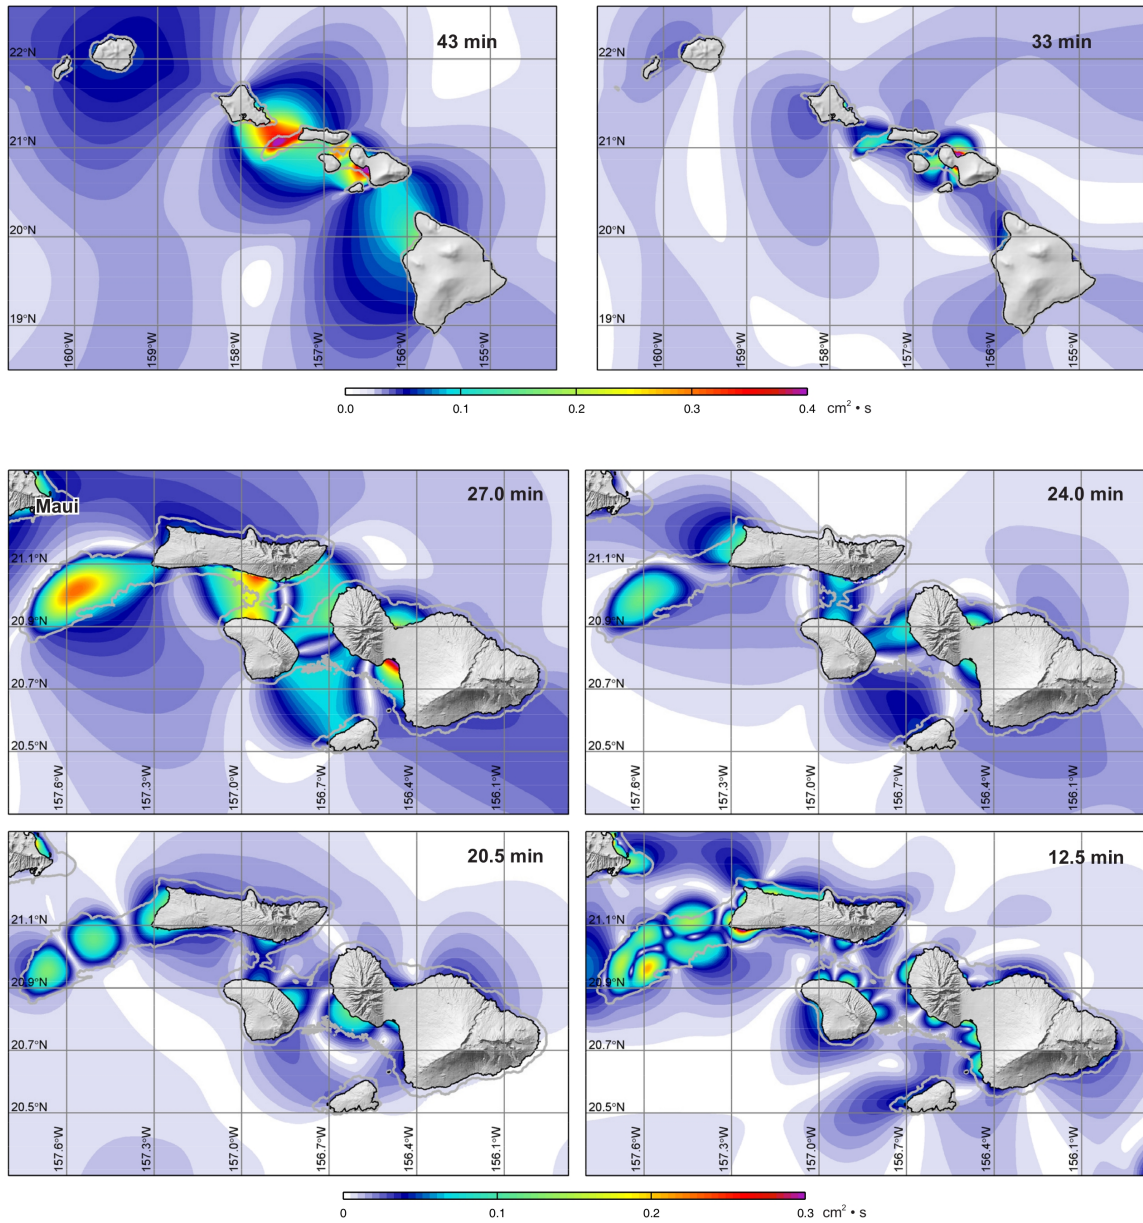 43 min
22°N
21°N
20°N
19°N
160°W
159°W
158°W
157°W
156°W
155°W
33 min
22°N
21°N
20°N
19°N
160°W
159°W
158°W
157°W
156°W
155°W
0.0
0.1
0.2
0.3
0.4
cm² • s
27.0 min
Maui
21.1°N
20.9°N
20.7°N
20.5°N
157.6°W
157.3°W
157.0°W
156.7°W
156.4°W
156.1°W
24.0 min
21.1°N
20.9°N
20.7°N
20.5°N
157.6°W
157.3°W
157.0°W
156.7°W
156.4°W
156.1°W
20.5 min
21.1°N
20.9°N
20.7°N
20.5°N
157.6°W
157.3°W
157.0°W
156.7°W
156.4°W
156.1°W
12.5 min
21.1°N
20.9°N
20.7°N
20.5°N
157.6°W
157.3°W
157.0°W
156.7°W
156.4°W
156.1°W
0
0.1
0.2
0.3
cm² • s